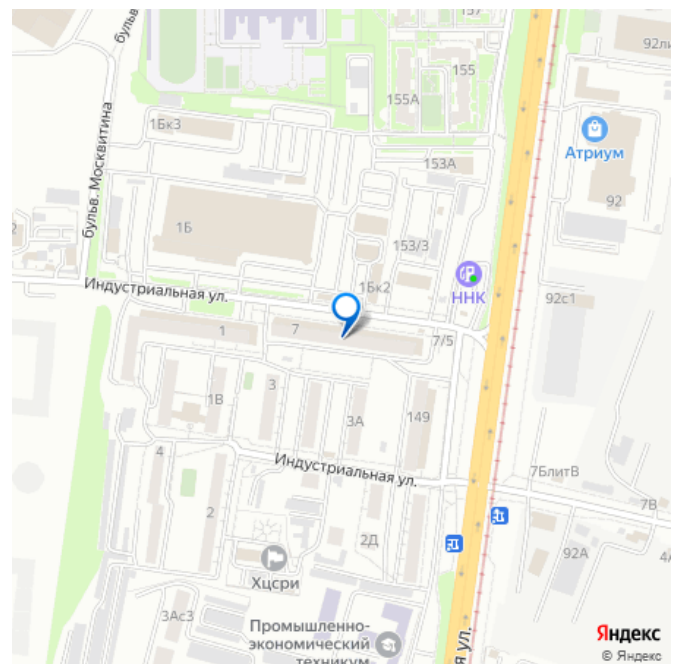 бульв.
157
155
155А
92ли
1Бк3
Атриум
бульв. Москвитина
153А
92
1Б
153/3
2
1Бк2
ННК
Индустриальная ул.
92с1
1
7
7/5
3
1В
3А
149
4
Индустриальная ул.
7БлитВ
2
7В
2Д
92А
4А
Хцсри
3Ас3
Промышленно-
экономический
техникум
я ул.
Яндекс
© Яндекс